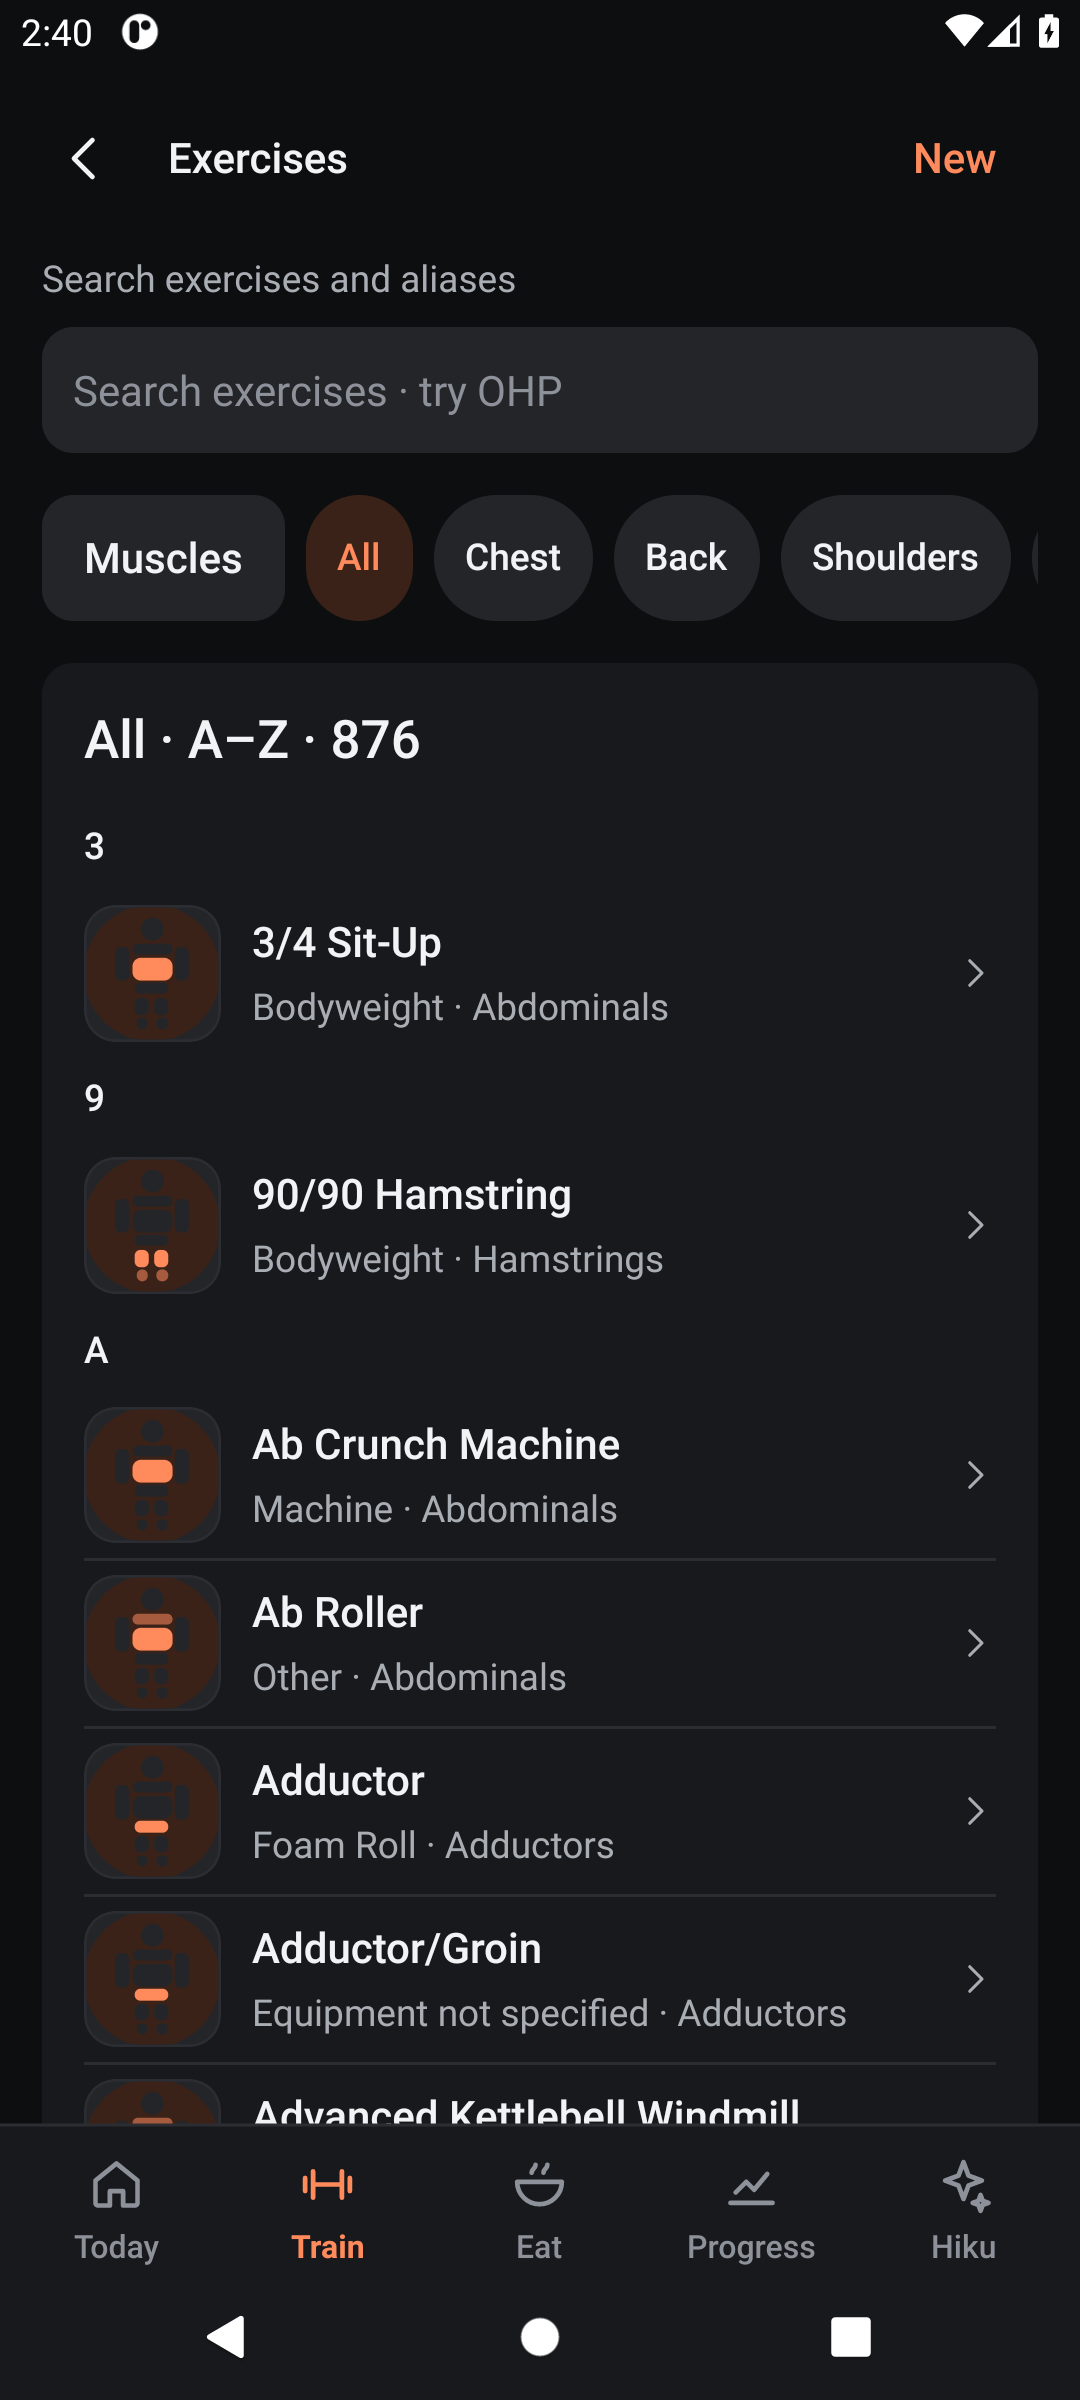 2:40
Exercises
New
Search exercises and aliases
Search exercises · try OHP
Muscles
All
Chest
Back
Shoulders
All · A–Z · 876
3
3/4 Sit-Up
Bodyweight · Abdominals
9
90/90 Hamstring
Bodyweight · Hamstrings
A
Ab Crunch Machine
Machine · Abdominals
Ab Roller
Other · Abdominals
Adductor
Foam Roll · Adductors
Adductor/Groin
Equipment not specified · Adductors
Advanced Kettlebell Windmill
Today
Train
Eat
Progress
Hiku